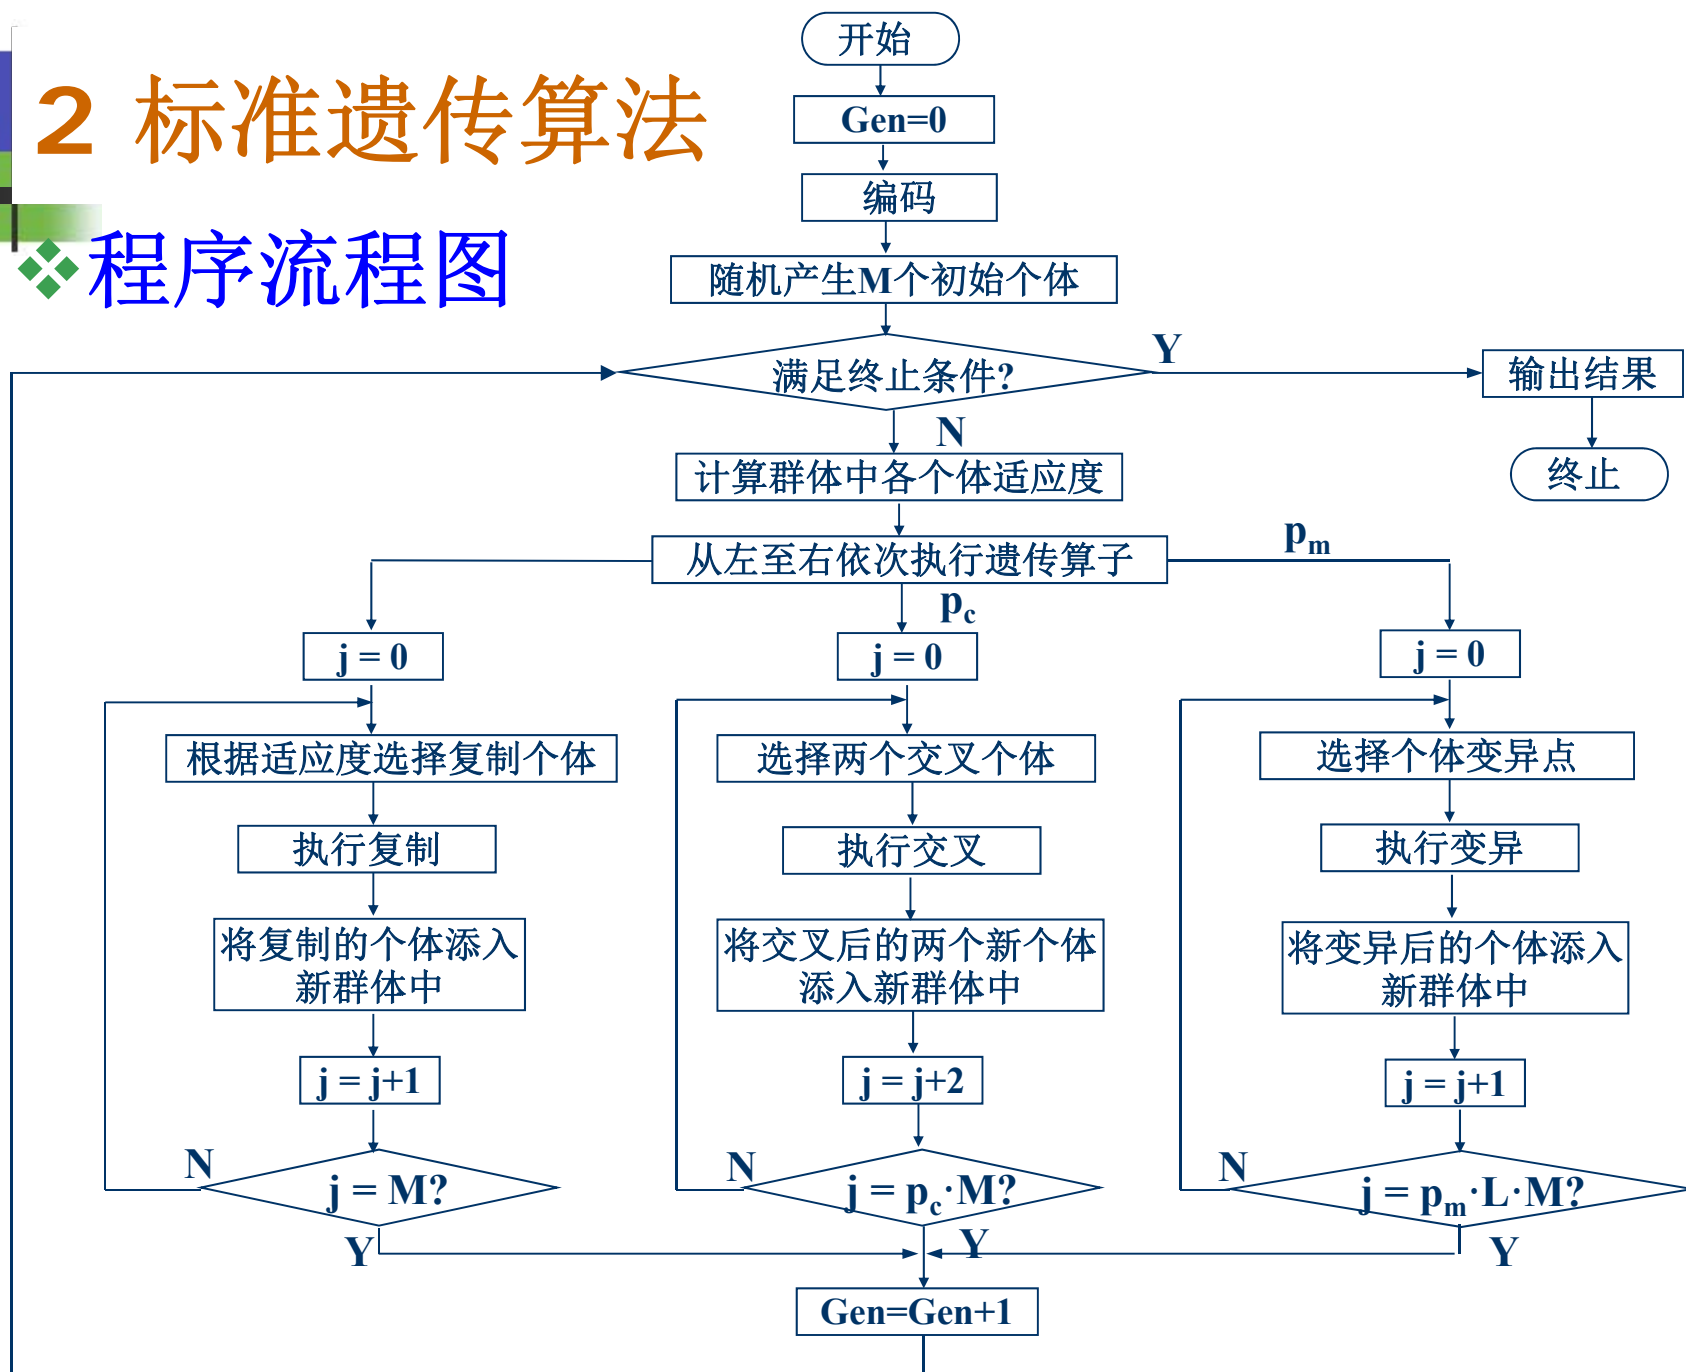 2 标准遗传算法
程序流程图
开始
Gen=0
编码
随机产生M个初始个体
满足终止条件?
Y
输出结果
终止
N
计算群体中各个体适应度
从左至右依次执行遗传算子
pm
pc
j = 0
j = 0
j = 0
根据适应度选择复制个体
选择两个交叉个体
选择个体变异点
执行复制
执行交叉
执行变异
将复制的个体添入
新群体中
将交叉后的两个新个体
添入新群体中
将变异后的个体添入
新群体中
j = j+1
j = j+2
j = j+1
N
j = M?
N
j = pc·M?
N
j = pm·L·M?
Y
Y
Y
Gen=Gen+1